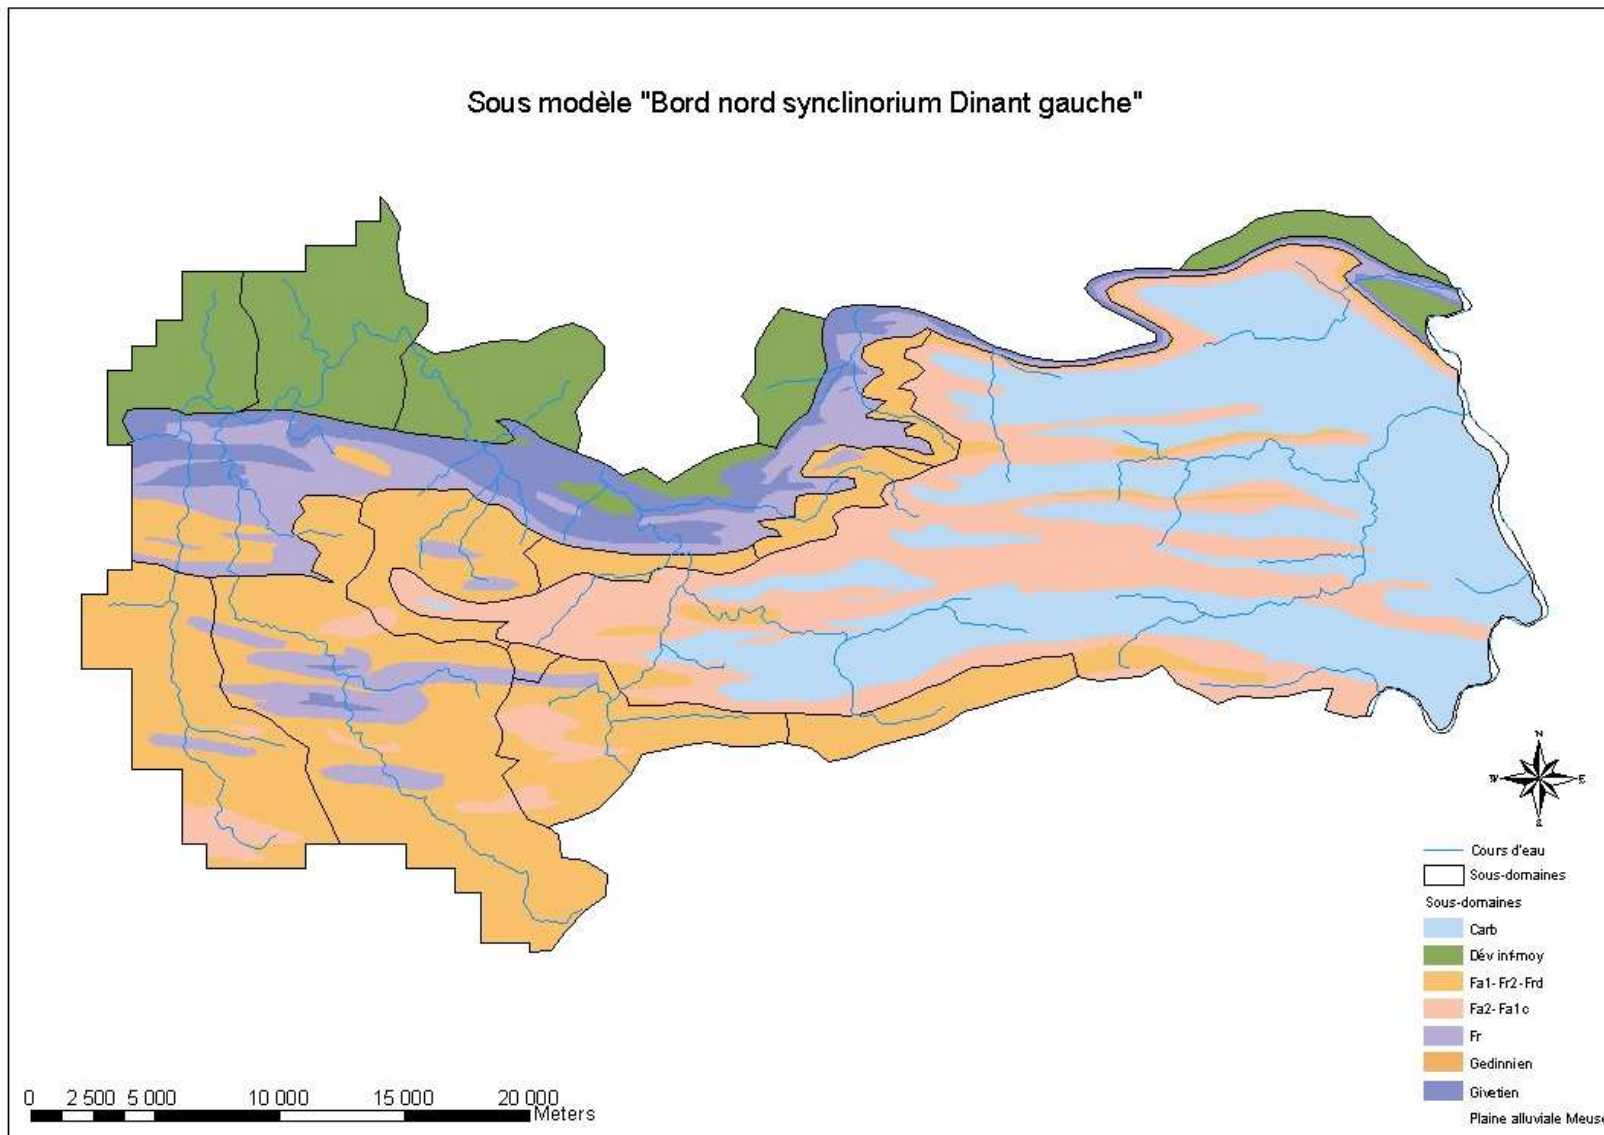 Sous modèle "Bord nord synclinorium Dinant gauche"
N
W E
S
Cours d'eau
Sous-domaines
Sous-domaines
Carb
Dév inf-moy
Fa1- Fr2-Frd
Fa2- Fa1c
Fr
Gedinnien
Givetien
Plaine alluviale Meuse
0 2 500 5 000 10 000 15 000 20 000
Meters